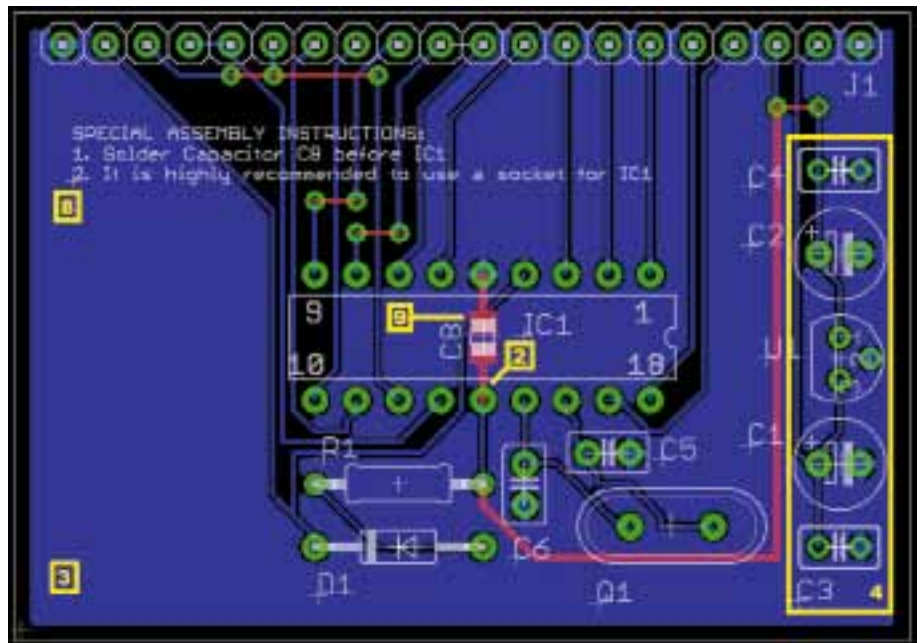 J1
SPECIAL ASSEMBLY INSTRUCTIONS:
1. Solder Capacitor C8 before IC1
2. It is highly recommended to use a socket for IC1
C4
8
C2
9
9
C8
IC1
1
10
2
18
U1
R1
C5
C1
C6
3
D1
Q1
C3
4